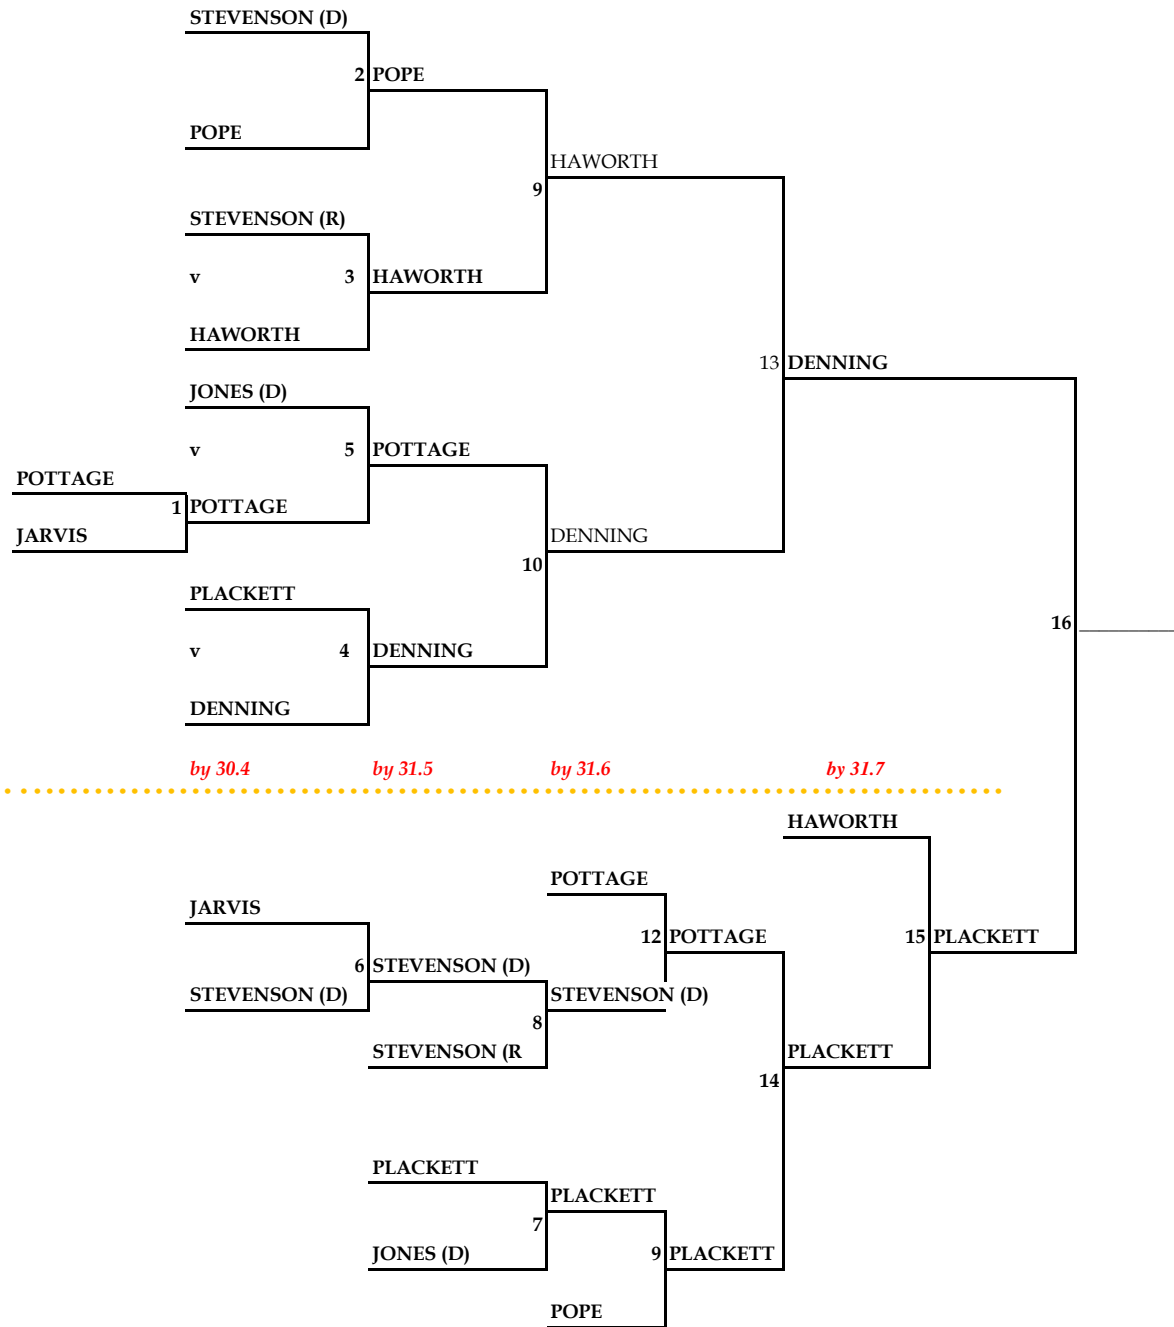 STEVENSON (D)
2 POPE
POPE
HAWORTH
9
STEVENSON (R)
v 3 HAWORTH
HAWORTH
13 DENNING
JONES (D)
v 5 POTTAGE
POTTAGE
1 POTTAGE
JARVIS
DENNING
10
PLACKETT
16
v 4 DENNING
DENNING
by 30.4 by 31.5 by 31.6 by 31.7
HAWORTH
POTTAGE
JARVIS
12 POTTAGE
15 PLACKETT
6 STEVENSON (D)
STEVENSON (D)
STEVENSON (D)
8
STEVENSON (R
PLACKETT
14
PLACKETT
PLACKETT
7
JONES (D)
9 PLACKETT
POPE